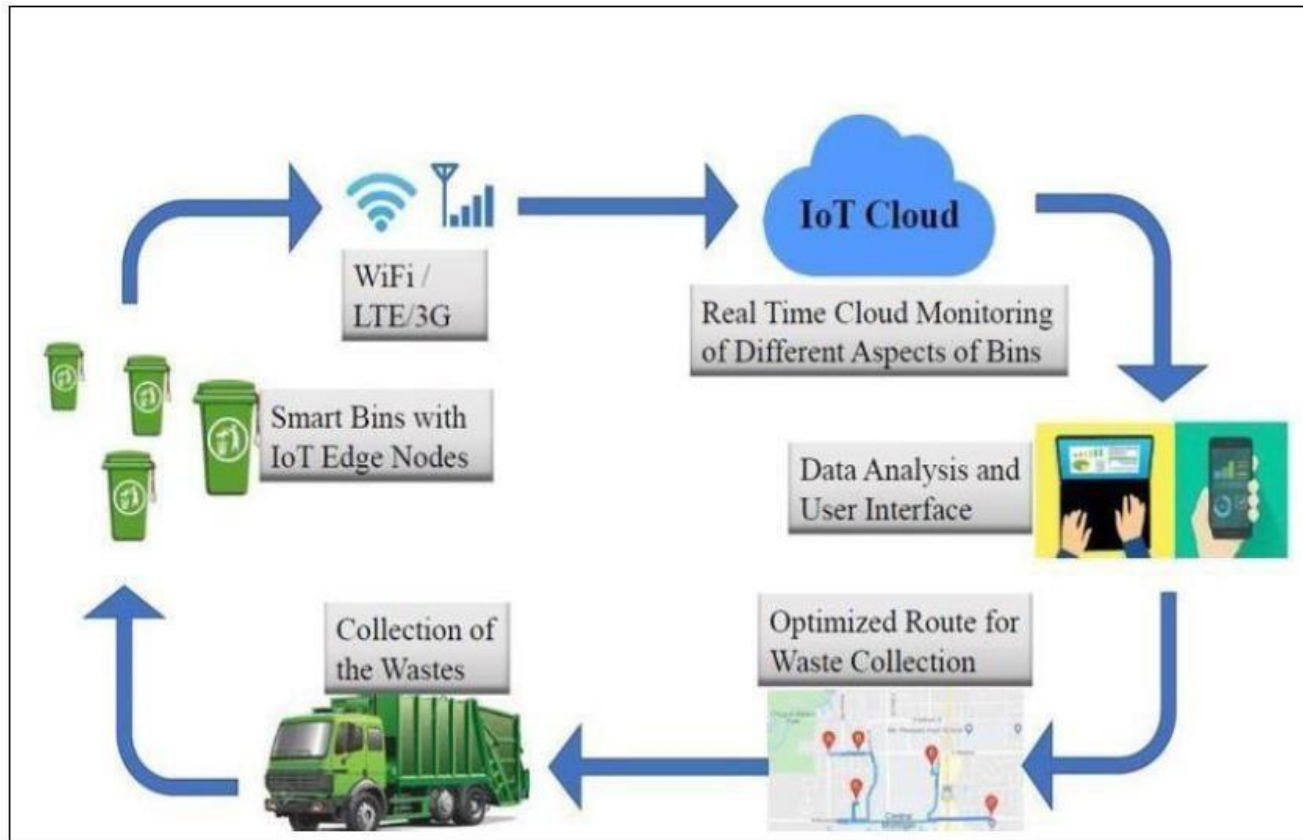 WiFi /
LTE/3G
IoT Cloud
Real Time Cloud Monitoring
of Different Aspects of Bins
Smart Bins with
IoT Edge Nodes
Data Analysis and
User Interface
Optimized Route for
Waste Collection
Collection of
the Wastes
A
B